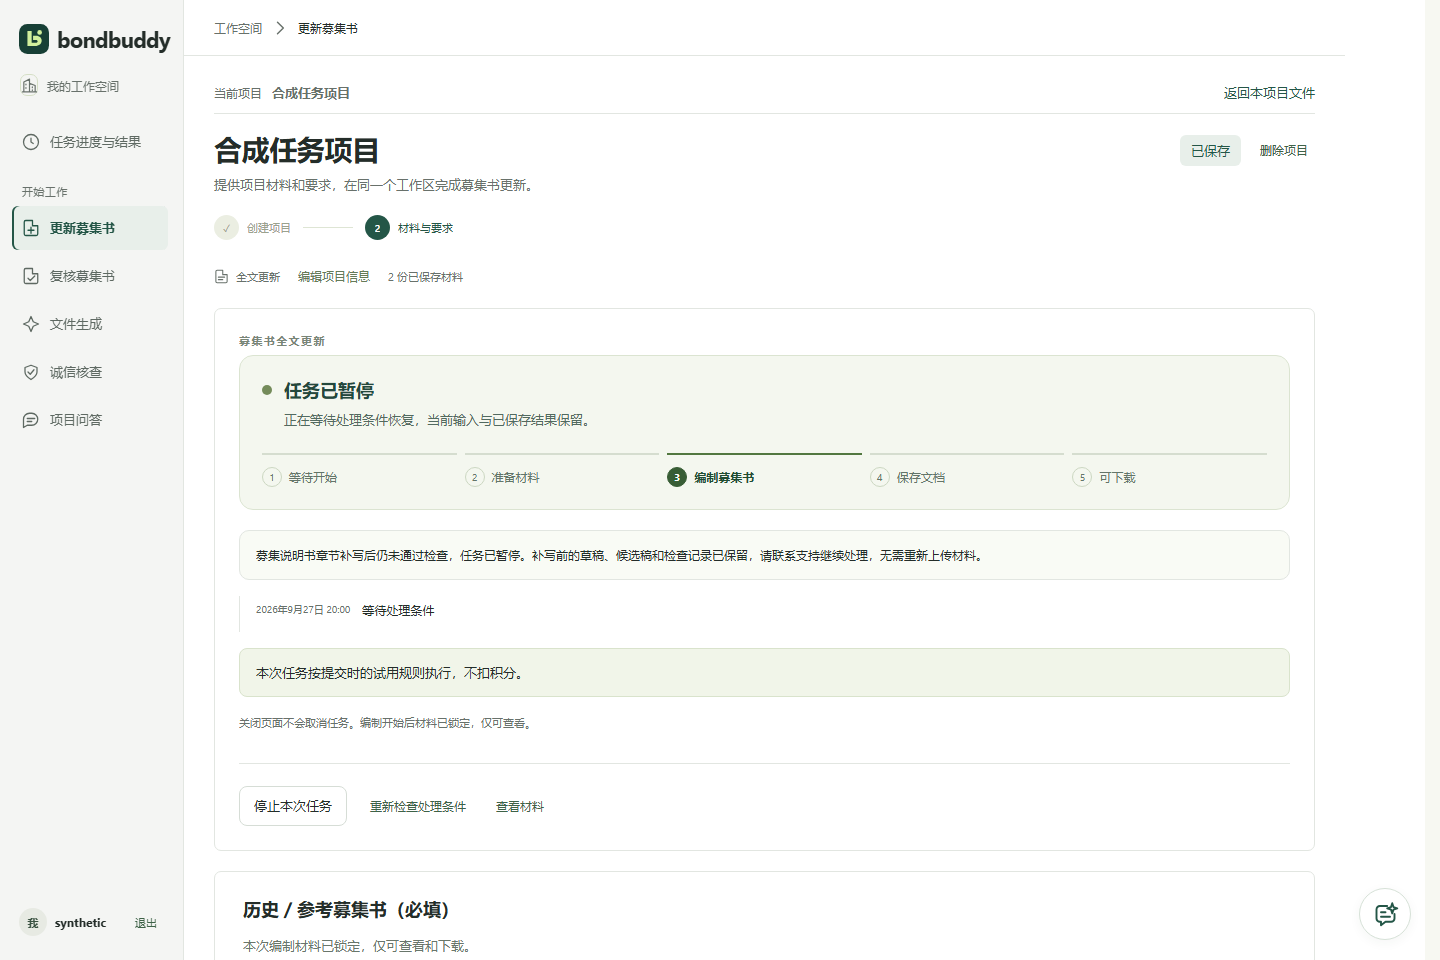 bondbuddy
我的工作空间
任务进度与结果
开始工作
更新募集书
复核募集书
文件生成
诚信核查
项目问答
我 synthetic 退出
工作空间 更新募集书
当前项目 合成任务项目 返回本项目文件
合成任务项目
已保存 删除项目
提供项目材料和要求，在同一个工作区完成募集书更新。
✓ 创建项目 2 材料与要求
全文更新 编辑项目信息 2 份已保存材料
募集书全文更新
任务已暂停
正在等待处理条件恢复，当前输入与已保存结果保留。
1 等待开始 2 准备材料 3 编制募集书 4 保存文档 5 可下载
募集说明书章节补写后仍未通过检查，任务已暂停。补写前的草稿、候选稿和检查记录已保留，请联系支持继续处理，无需重新上传材料。
2026年9月27日 20:00 等待处理条件
本次任务按提交时的试用规则执行，不扣积分。
关闭页面不会取消任务。编制开始后材料已锁定，仅可查看。
停止本次任务 重新检查处理条件 查看材料
历史 / 参考募集书（必填）
本次编制材料已锁定，仅可查看和下载。